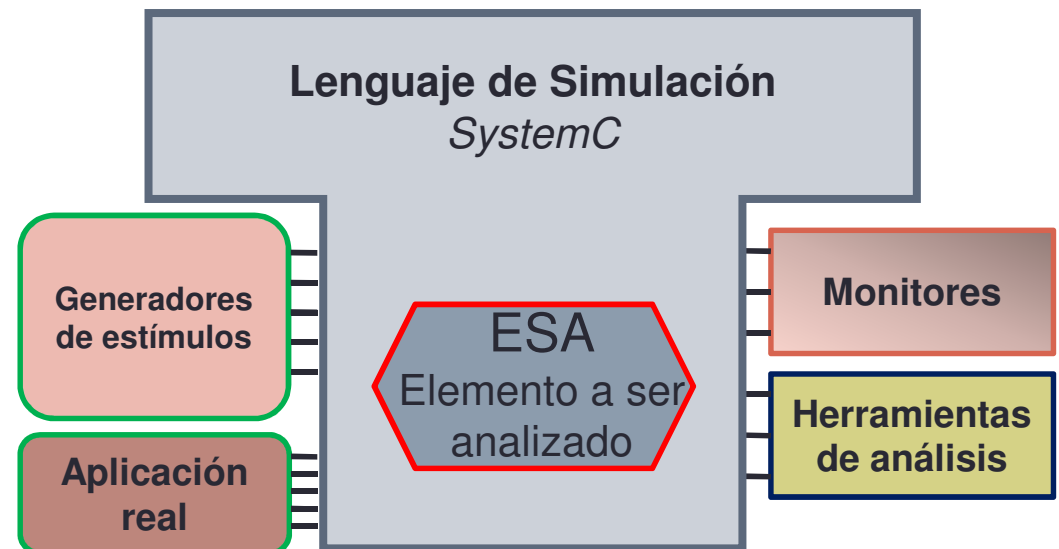 Lenguaje de Simulación
SystemC
Generadores
de estímulos
Aplicación
real
ESA
Elemento a ser
analizado
Monitores
Herramientas
de análisis